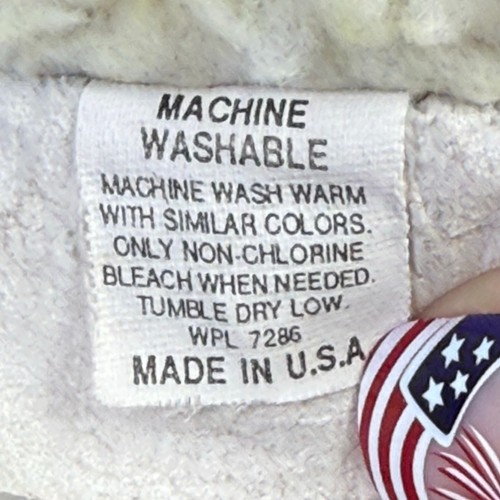 MACHINE
WASHABLE
MACHINE WASH WARM
WITH SIMILAR COLORS.
ONLY NON-CHLORINE
BLEACH WHEN NEEDED.
TUMBLE DRY LOW.
WPL 7286
MADE IN U.S.A